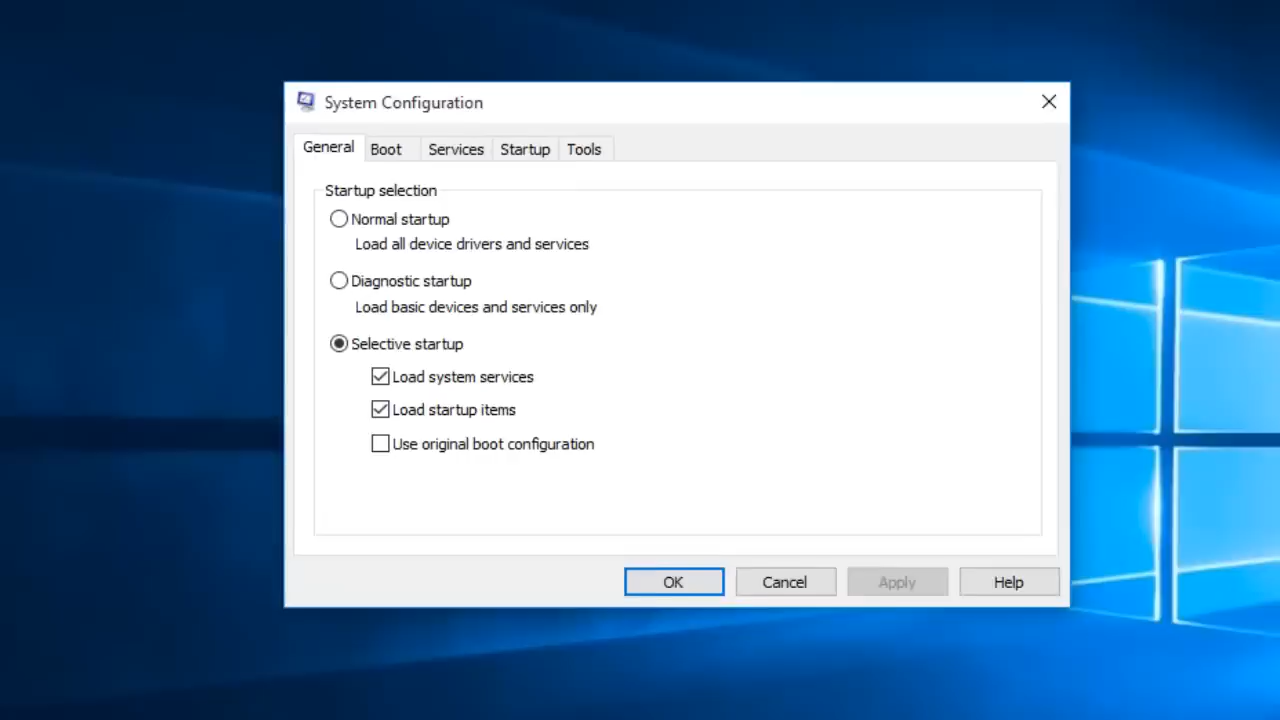 System Configuration
General Boot Services Startup Tools
Startup selection
Normal startup
Load all device drivers and services
Diagnostic startup
Load basic devices and services only
Selective startup
Load system services
Load startup items
Use original boot configuration
OK Cancel Apply Help